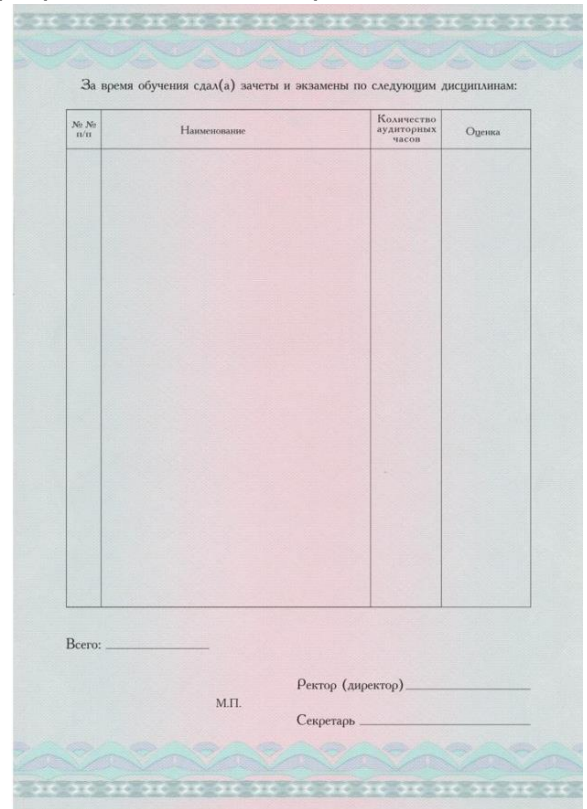 За время обучения сдал(а) зачеты и экзамены по следующим дисциплинам:
№ №
п/п
Наименование
Количество
аудиторных
часов
Оценка
Всего:
Ректор (директор)
М.П.
Секретарь